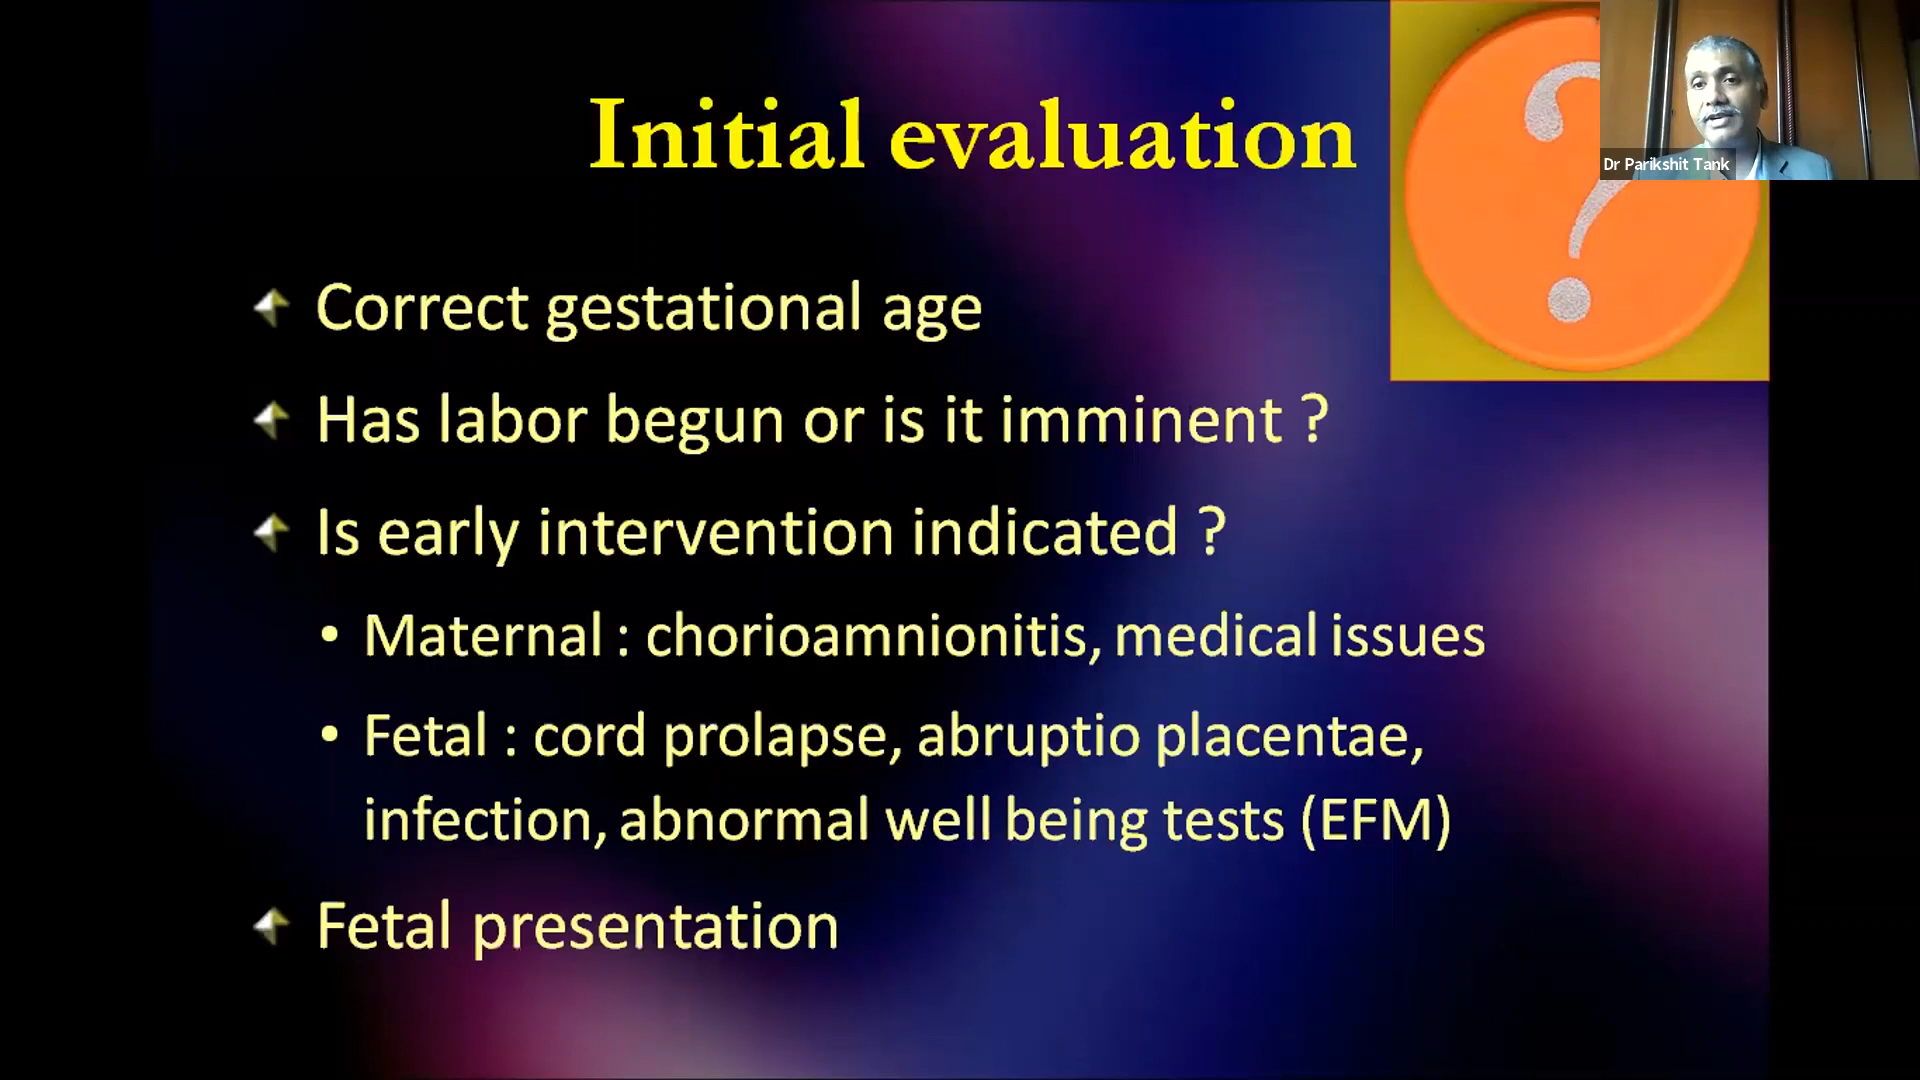 Initial evaluation
?
Dr Parikshit Tank
Correct gestational age
Has labor begun or is it imminent ?
Is early intervention indicated ?
• Maternal : chorioamnionitis, medical issues
• Fetal : cord prolapse, abruptio placentae,
infection, abnormal well being tests (EFM)
Fetal presentation